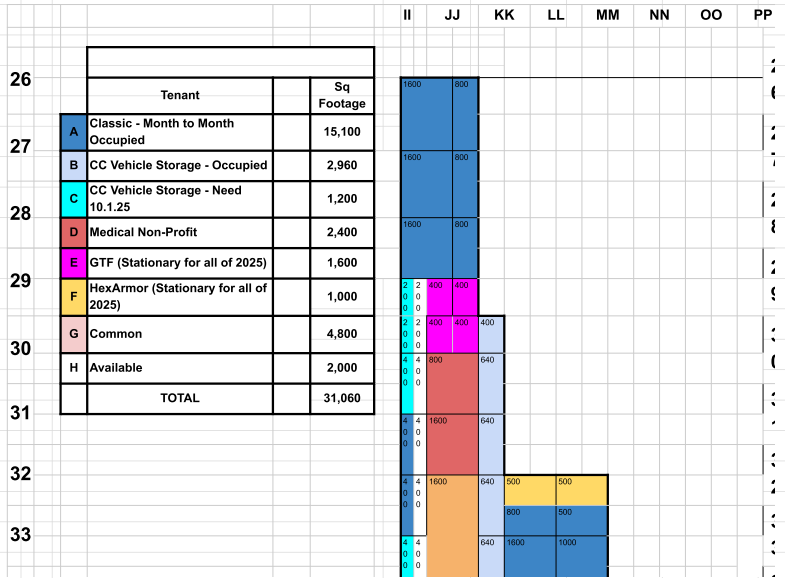 II JJ KK LL MM NN OO PP
26
Tenant Sq Footage
A Classic - Month to Month Occupied 15,100
27
B CC Vehicle Storage - Occupied 2,960
C CC Vehicle Storage - Need 10.1.25 1,200
28
D Medical Non-Profit 2,400
E GTF (Stationary for all of 2025) 1,600
29
F HexArmor (Stationary for all of 2025) 1,000
G Common 4,800
30
H Available 2,000
TOTAL 31,060
31
32
33
1600 800
1600 800
1600 800
200 200 400 400
200 200 400 400 400
400 400 800 640
400 400 1600 640
400 400 1600 640 500 500
800 500
400 400 640 1600 1000